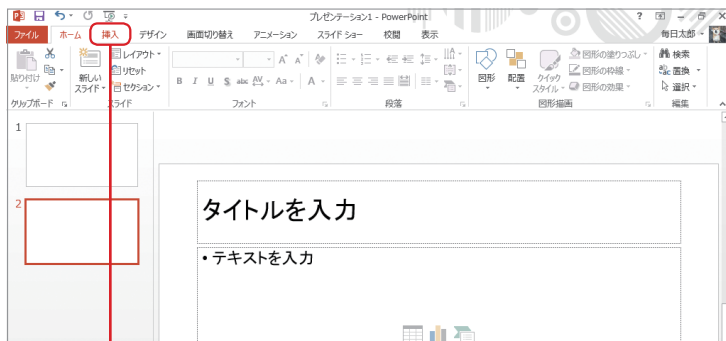 プレゼンテーション1 - PowerPoint
?
ファイル ホーム 挿入 デザイン 画面切り替え アニメーション スライド ショー 校閲 表示 毎日太郎
貼り付け 新しいスライド レイアウト リセット セクション
B I U S abc AV Aa A
図形 配置 クイックスタイル 図形の塗りつぶし 図形の枠線 図形の効果
検索 置換 選択
クリップボード スライド フォント 段落 図形描画 編集
1
2
タイトルを入力
• テキストを入力